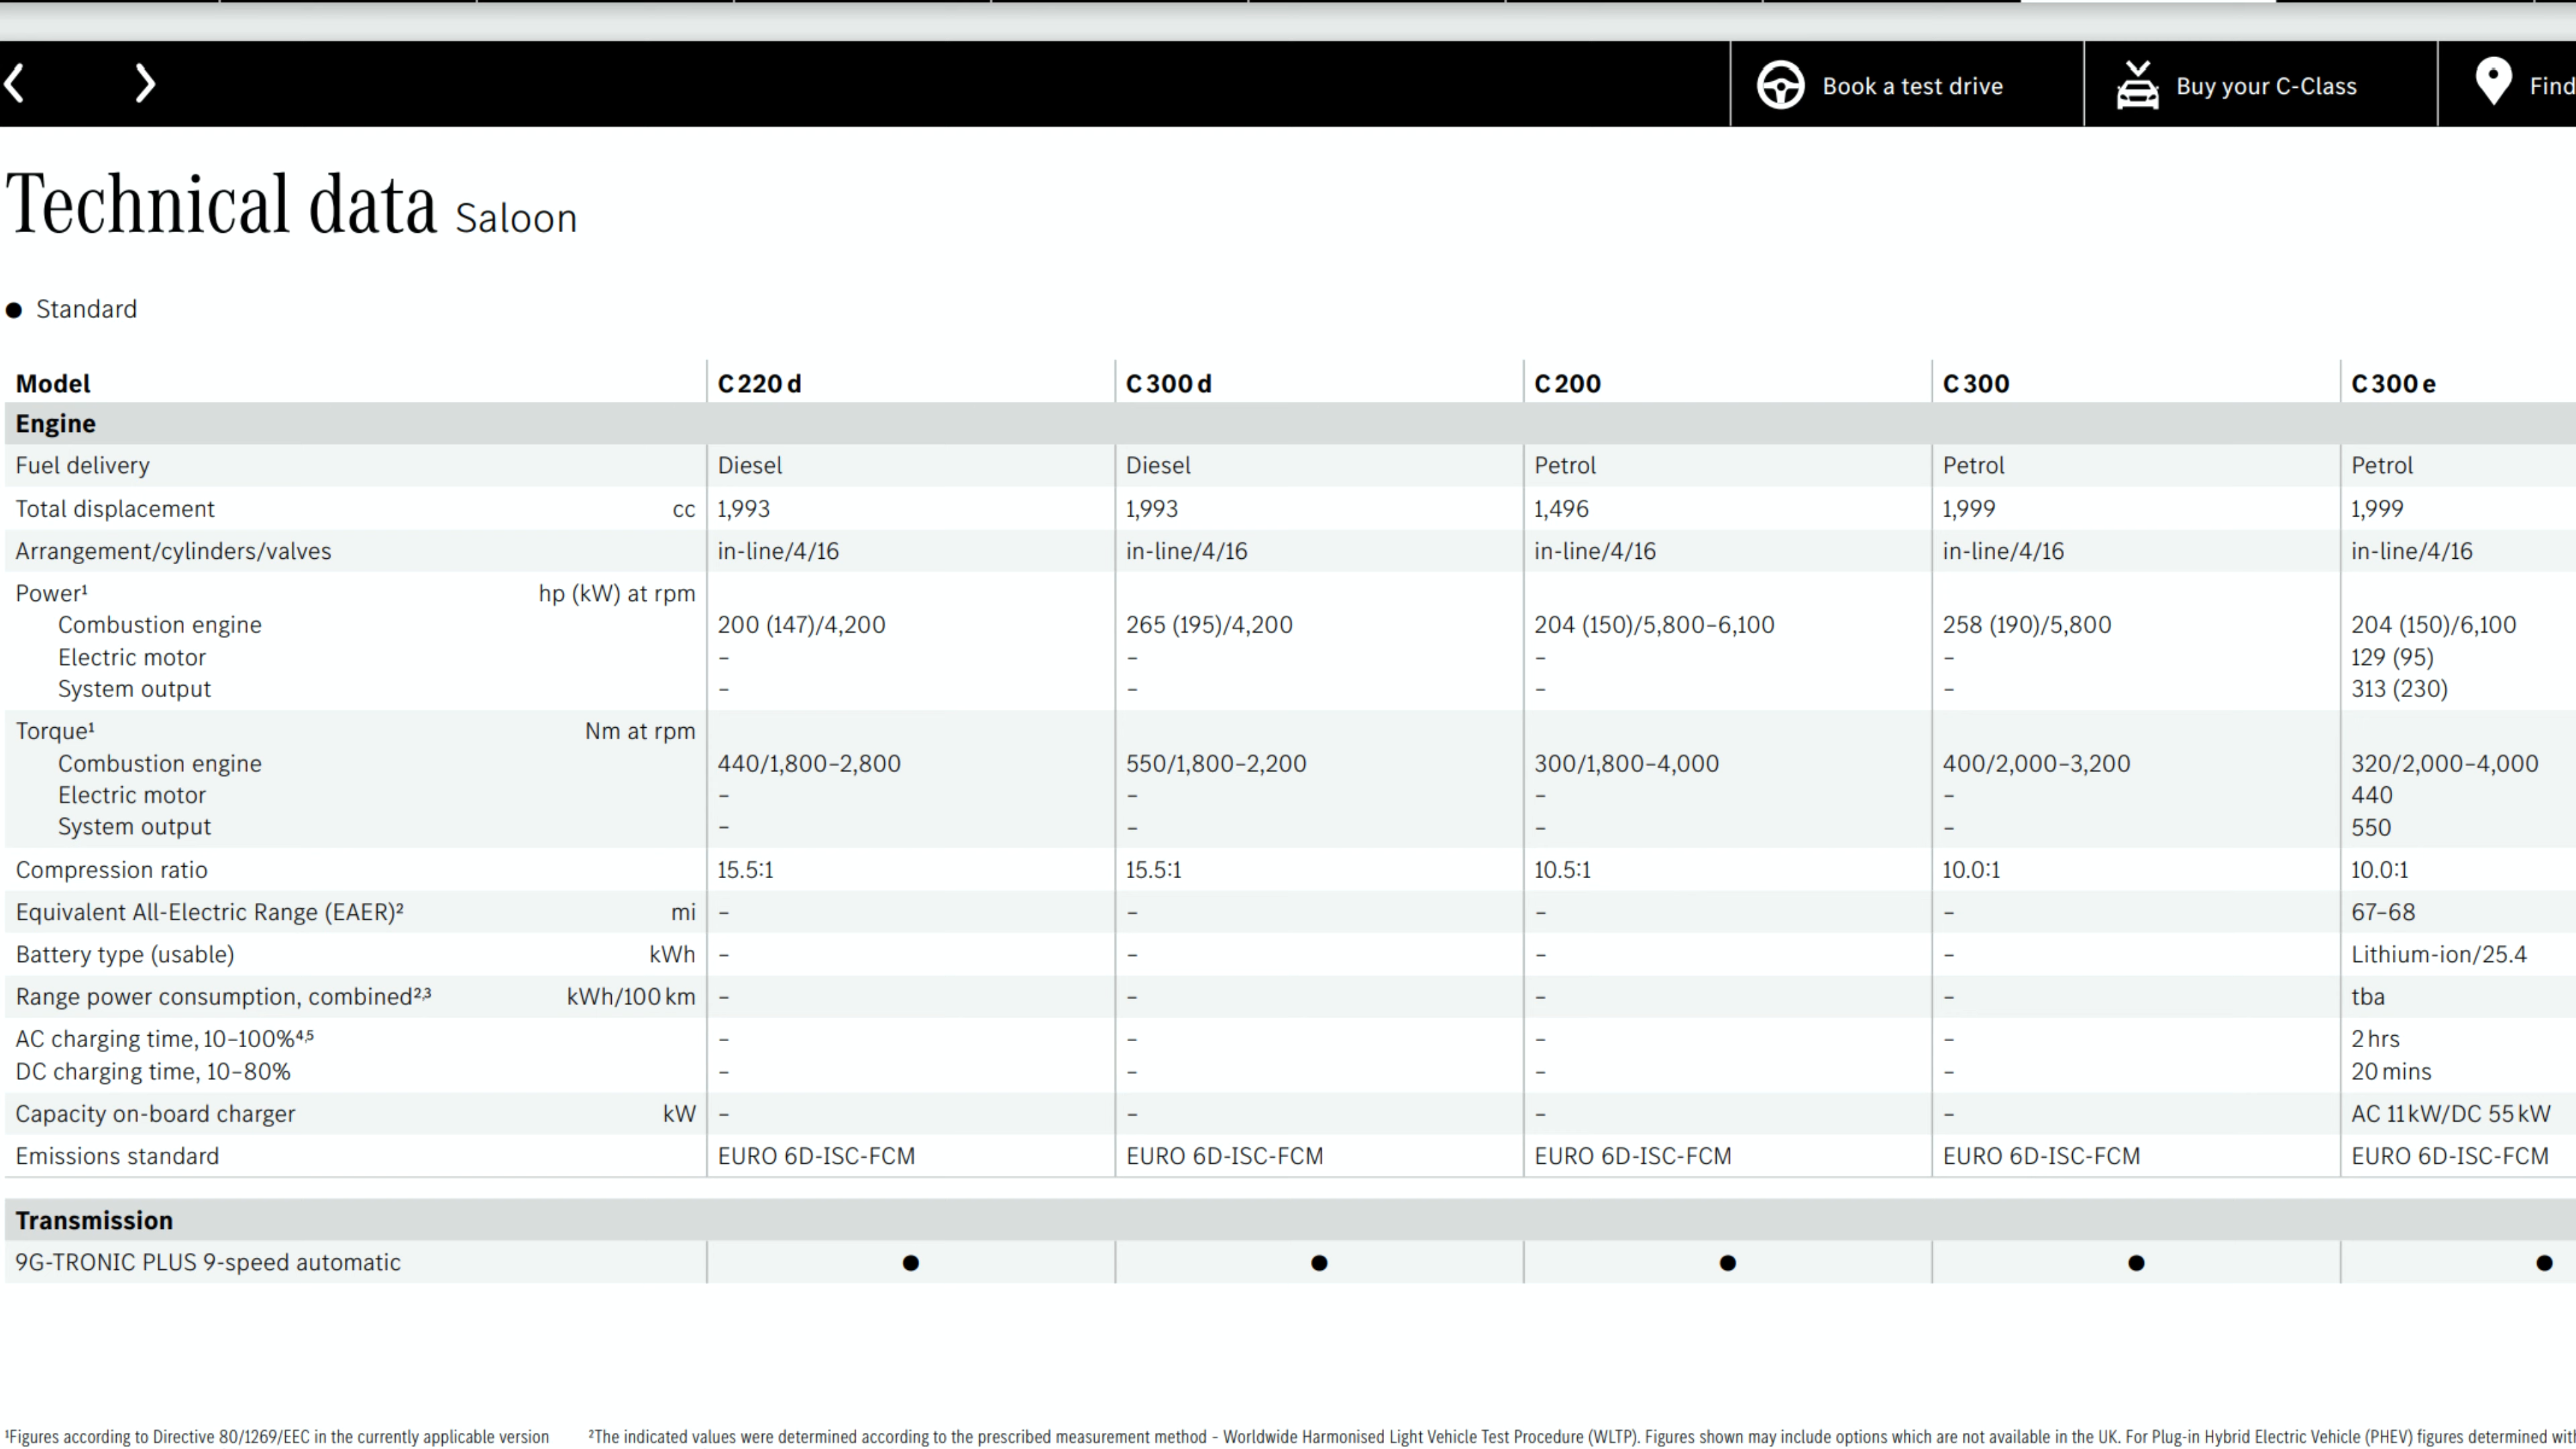 Book a test drive
Buy your C-Class
Find
Technical data Saloon
● Standard
Model C 220 d C 300 d C 200 C 300 C 300 e
Engine
Fuel delivery Diesel Diesel Petrol Petrol Petrol
Total displacement cc 1,993 1,993 1,496 1,999 1,999
Arrangement/cylinders/valves in-line/4/16 in-line/4/16 in-line/4/16 in-line/4/16 in-line/4/16
Power¹ hp (kW) at rpm
Combustion engine 200 (147)/4,200 265 (195)/4,200 204 (150)/5,800–6,100 258 (190)/5,800 204 (150)/6,100
Electric motor – – – – 129 (95)
System output – – – – 313 (230)
Torque¹ Nm at rpm
Combustion engine 440/1,800–2,800 550/1,800–2,200 300/1,800–4,000 400/2,000–3,200 320/2,000–4,000
Electric motor – – – – 440
System output – – – – 550
Compression ratio 15.5:1 15.5:1 10.5:1 10.0:1 10.0:1
Equivalent All-Electric Range (EAER)² mi – – – – 67–68
Battery type (usable) kWh – – – – Lithium-ion/25.4
Range power consumption, combined²,³ kWh/100 km – – – – tba
AC charging time, 10–100%⁴,⁵ – – – – 2 hrs
DC charging time, 10–80% – – – – 20 mins
Capacity on-board charger kW – – – – AC 11 kW/DC 55 kW
Emissions standard EURO 6D-ISC-FCM EURO 6D-ISC-FCM EURO 6D-ISC-FCM EURO 6D-ISC-FCM EURO 6D-ISC-FCM
Transmission
9G-TRONIC PLUS 9-speed automatic ● ● ● ● ●
¹Figures according to Directive 80/1269/EEC in the currently applicable version ²The indicated values were determined according to the prescribed measurement method – Worldwide Harmonised Light Vehicle Test Procedure (WLTP). Figures shown may include options which are not available in the UK. For Plug-in Hybrid Electric Vehicle (PHEV) figures determined wit